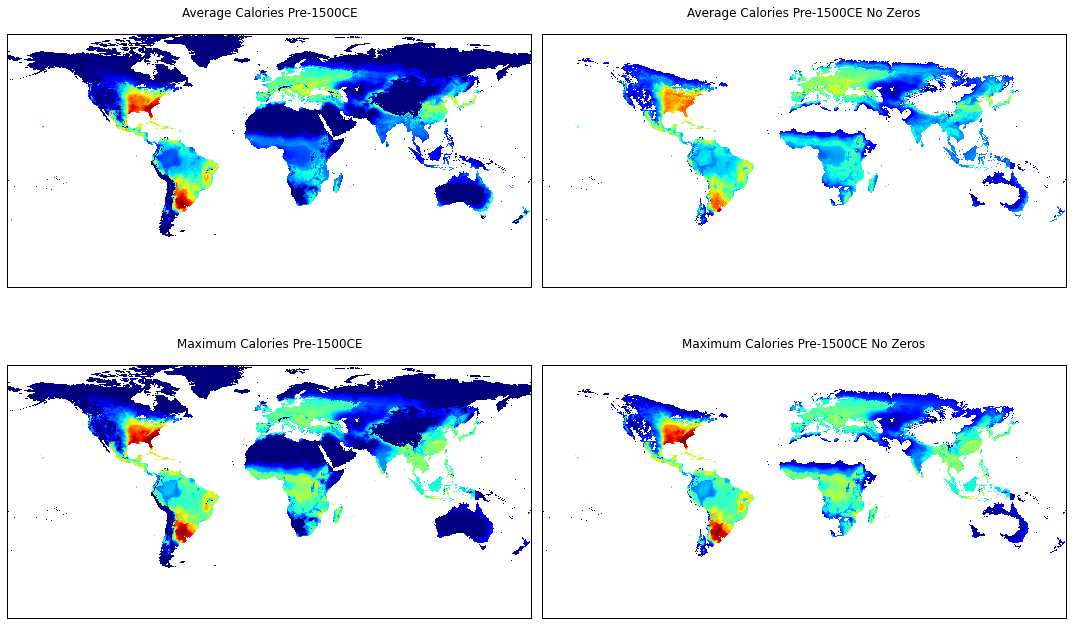 Average Calories Pre-1500CE
Average Calories Pre-1500CE No Zeros
Maximum Calories Pre-1500CE
Maximum Calories Pre-1500CE No Zeros